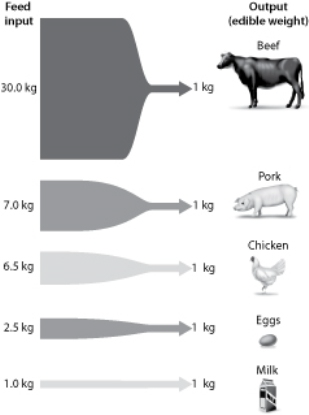 Feed input
Output (edible weight)
Beef
30.0 kg
1 kg
Pork
7.0 kg
1 kg
Chicken
6.5 kg
1 kg
Eggs
2.5 kg
1 kg
Milk
1.0 kg
1 kg